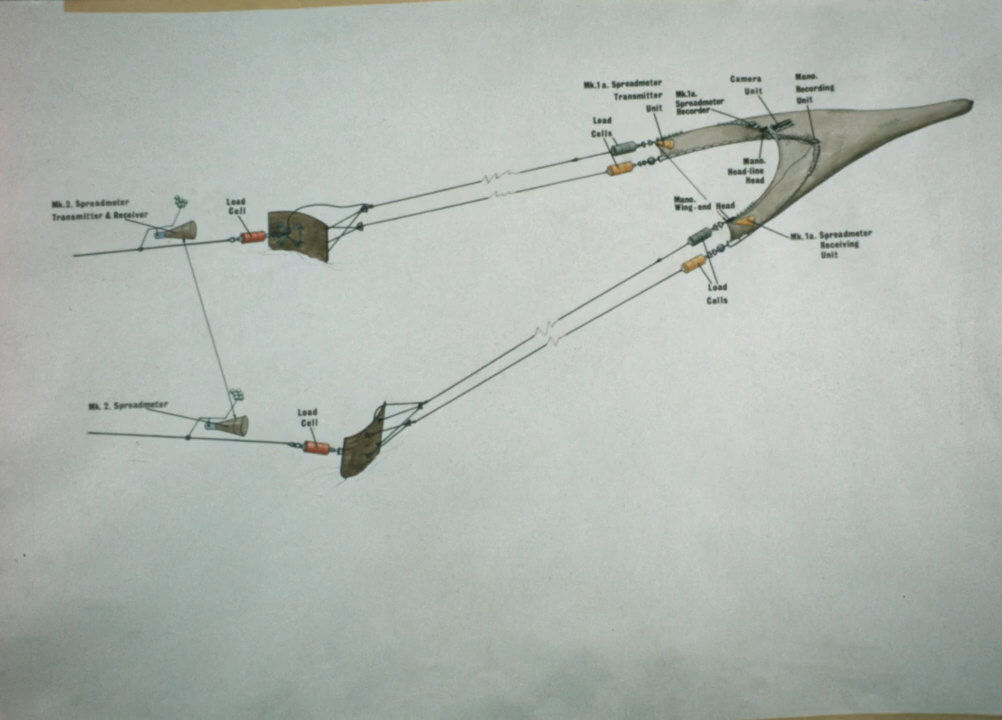 Mk.1a. Spreadmeter
Transmitter
Unit
Mk.1a.
Spreadmeter
Recorder
Camera
Unit
Mano.
Recording
Unit
Load
Cells
Mano.
Head-line
Head
Mano.
Wing-end Head
Mk.1a. Spreadmeter
Receiving
Unit
Load
Cells
Mk.2. Spreadmeter
Transmitter & Receiver
Load
Cell
Mk. 2. Spreadmeter
Load
Cell